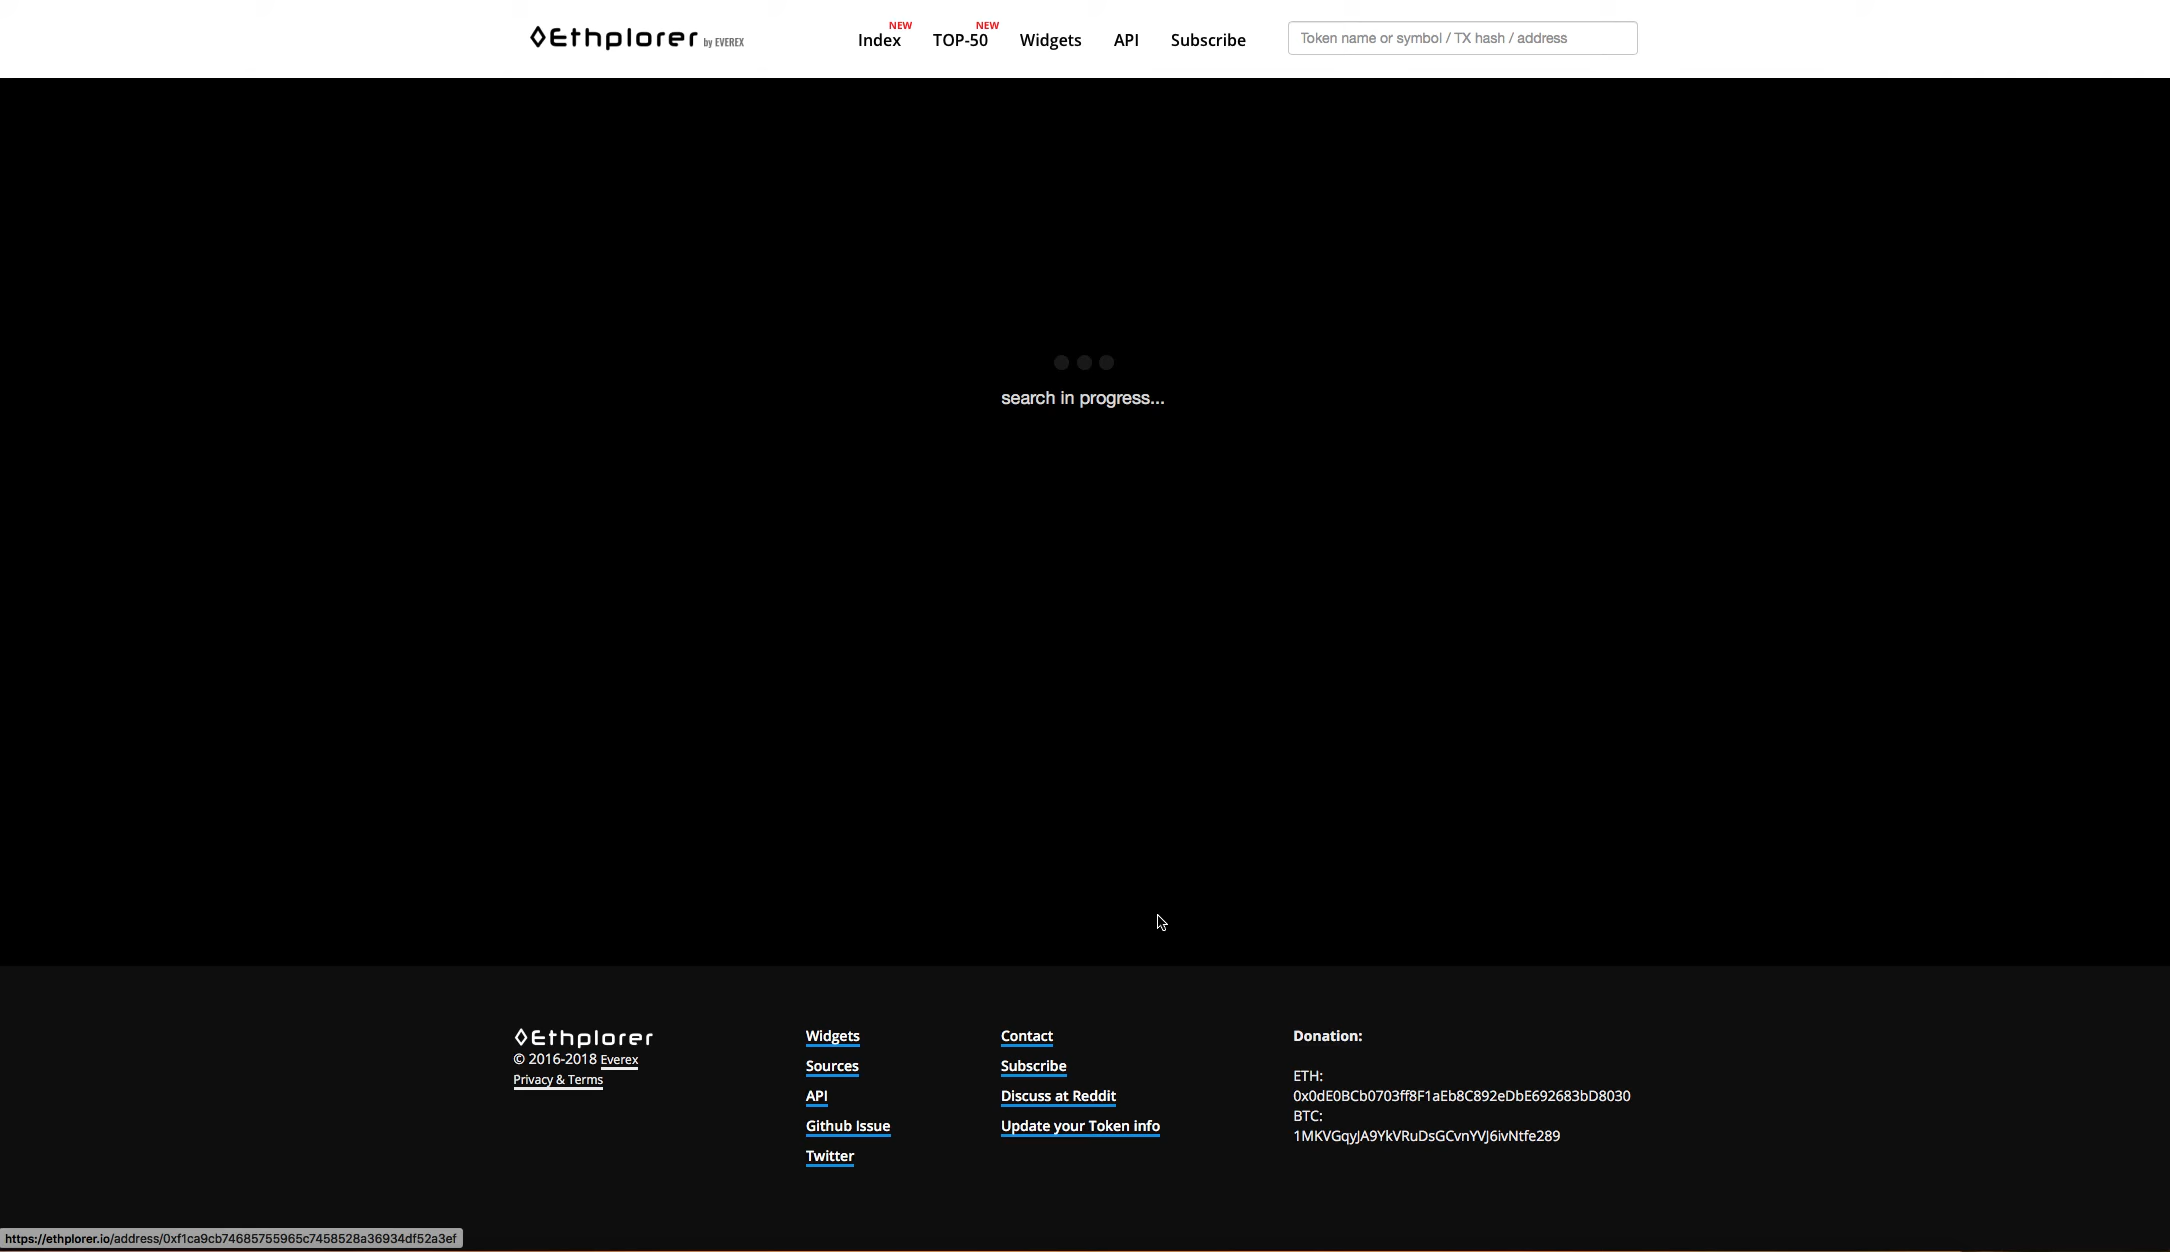 Ethplorer by EVEREX
NEW NEW
Index TOP-50 Widgets API Subscribe Token name or symbol / TX hash / address
search in progress...
Ethplorer
© 2016-2018 Everex
Privacy & Terms
Widgets
Sources
API
Github Issue
Twitter
Contact
Subscribe
Discuss at Reddit
Update your Token info
Donation:
ETH:
0x0dE0BCb0703ff8F1aEb8C892eDbE692683bD8030
BTC:
1MKVGqyJA9YkVRuDsGCvnYVJ6ivNtfe289
https://ethplorer.io/address/0xf1ca9cb74685755965c7458528a36934df52a3ef